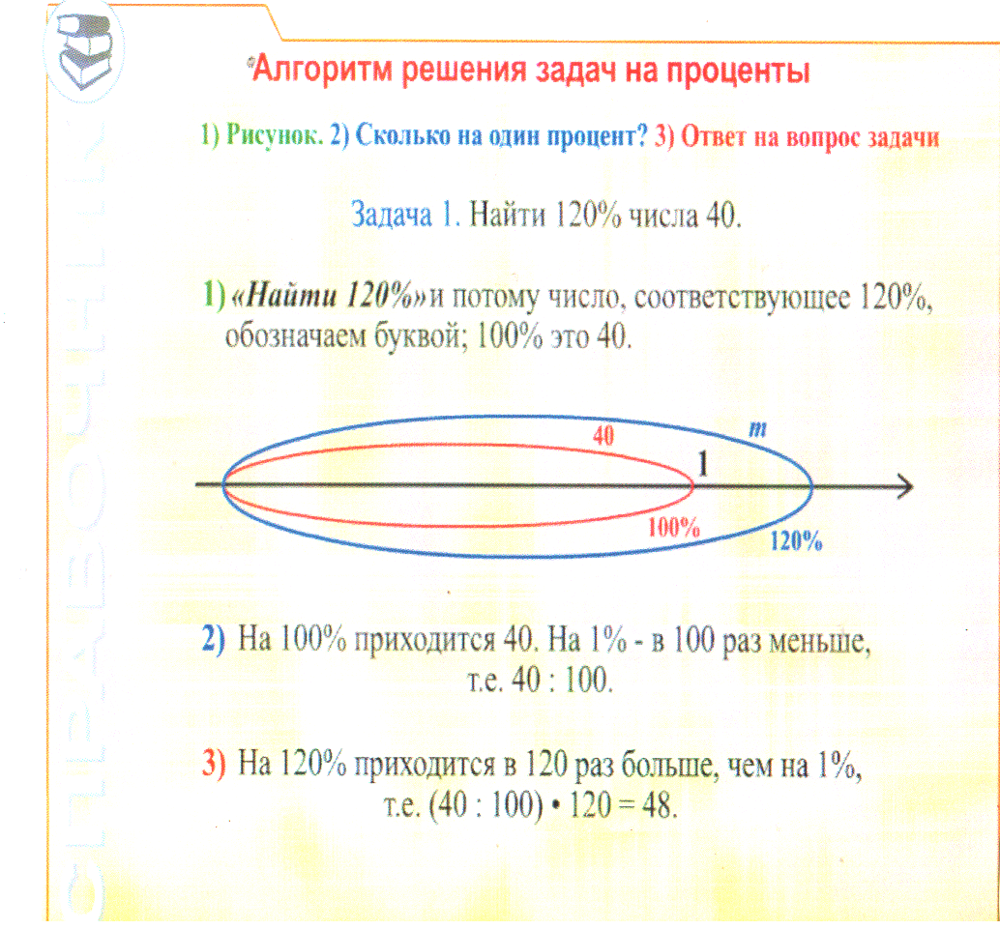 Алгоритм решения задач на проценты
1) Рисунок. 2) Сколько на один процент? 3) Ответ на вопрос задачи
Задача 1. Найти 120% числа 40.
1) «Найти 120%» и потому число, соответствующее 120%,
обозначаем буквой; 100% это 40.
40
m
1
100%
120%
2) На 100% приходится 40. На 1% - в 100 раз меньше,
т.е. 40 : 100.
3) На 120% приходится в 120 раз больше, чем на 1%,
т.е. (40 : 100) • 120 = 48.
СПРАВОЧНИК